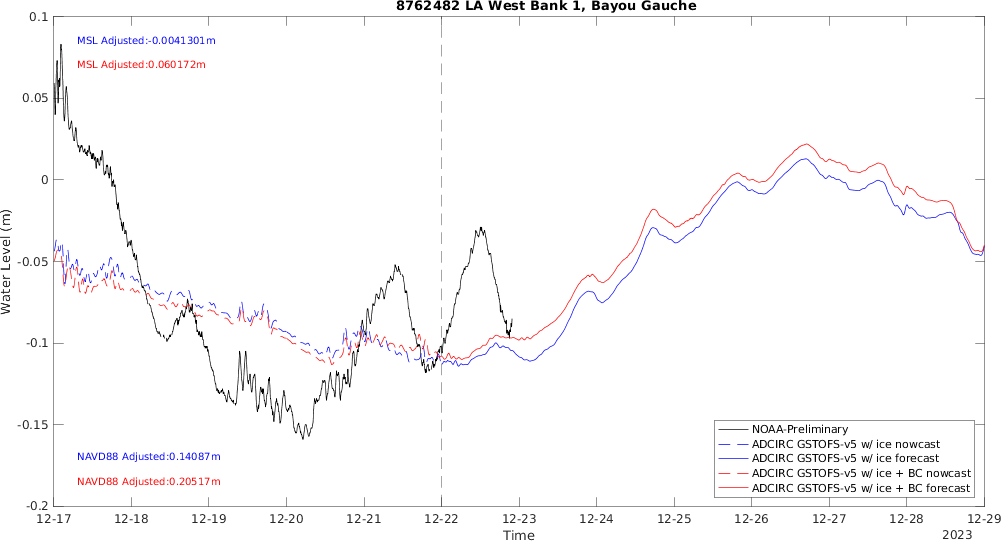 8762482 LA West Bank 1, Bayou Gauche
0.1
MSL Adjusted:-0.0041301m
MSL Adjusted:0.060172m
0.05
0
-0.05
Water Level (m)
-0.1
-0.15
NAVD88 Adjusted:0.14087m
NAVD88 Adjusted:0.20517m
NOAA-Preliminary
ADCIRC GSTOFS-v5 w/ ice nowcast
ADCIRC GSTOFS-v5 w/ ice forecast
ADCIRC GSTOFS-v5 w/ ice + BC nowcast
ADCIRC GSTOFS-v5 w/ ice + BC forecast
-0.2
12-17 12-18 12-19 12-20 12-21 12-22 12-23 12-24 12-25 12-26 12-27 12-28 12-29
Time
2023